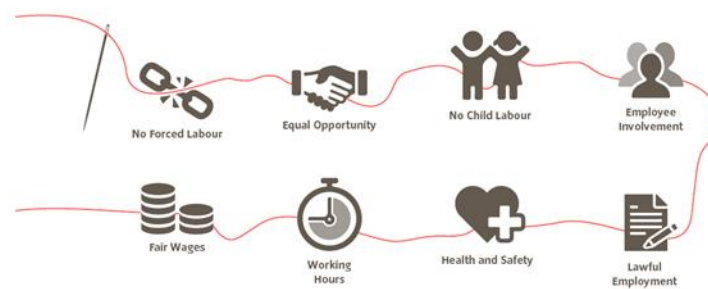 No Forced Labour
Equal Opportunity
No Child Labour
Employee
Involvement
Fair Wages
Working
Hours
Health and Safety
Lawful
Employment